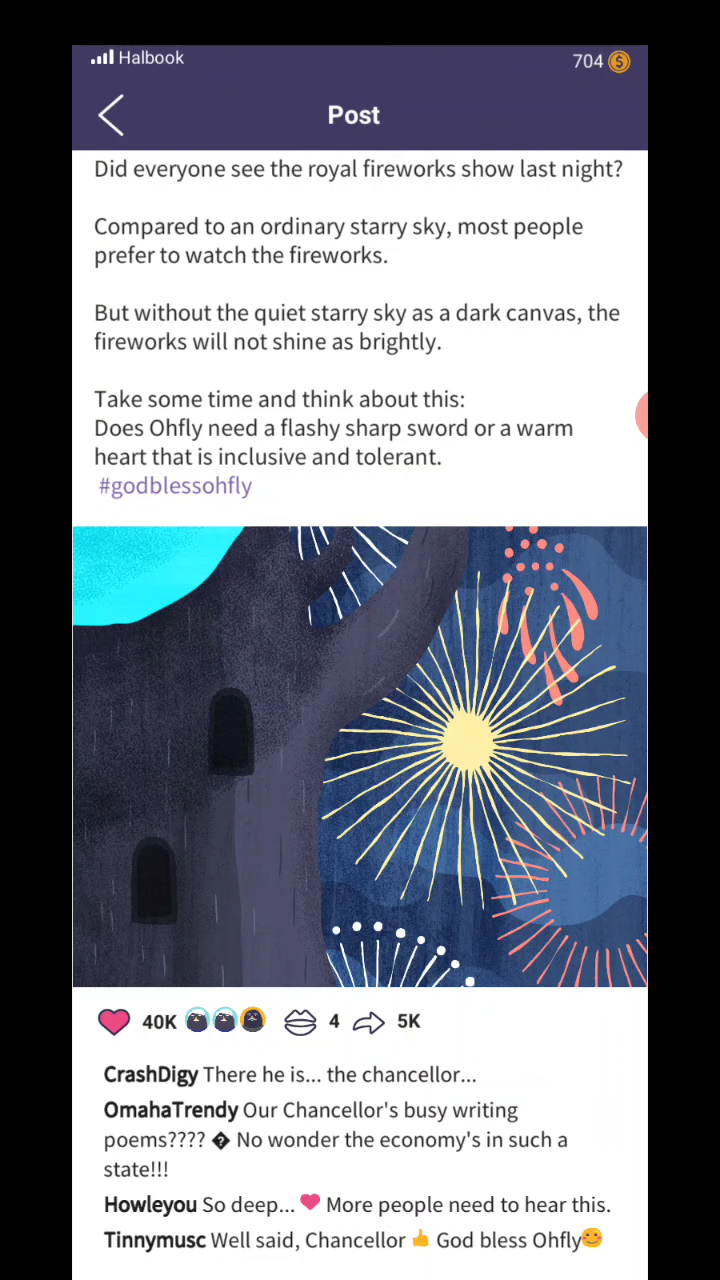 Halbook
704
Post
Did everyone see the royal fireworks show last night?
Compared to an ordinary starry sky, most people
prefer to watch the fireworks.
But without the quiet starry sky as a dark canvas, the
fireworks will not shine as brightly.
Take some time and think about this:
Does Ohfly need a flashy sharp sword or a warm
heart that is inclusive and tolerant.
#godblessohfly
40K 4 5K
CrashDigy There he is... the chancellor...
OmahaTrendy Our Chancellor's busy writing
poems???? � No wonder the economy's in such a
state!!!
Howleyou So deep... ❤ More people need to hear this.
Tinnymusc Well said, Chancellor 👍 God bless Ohfly😊